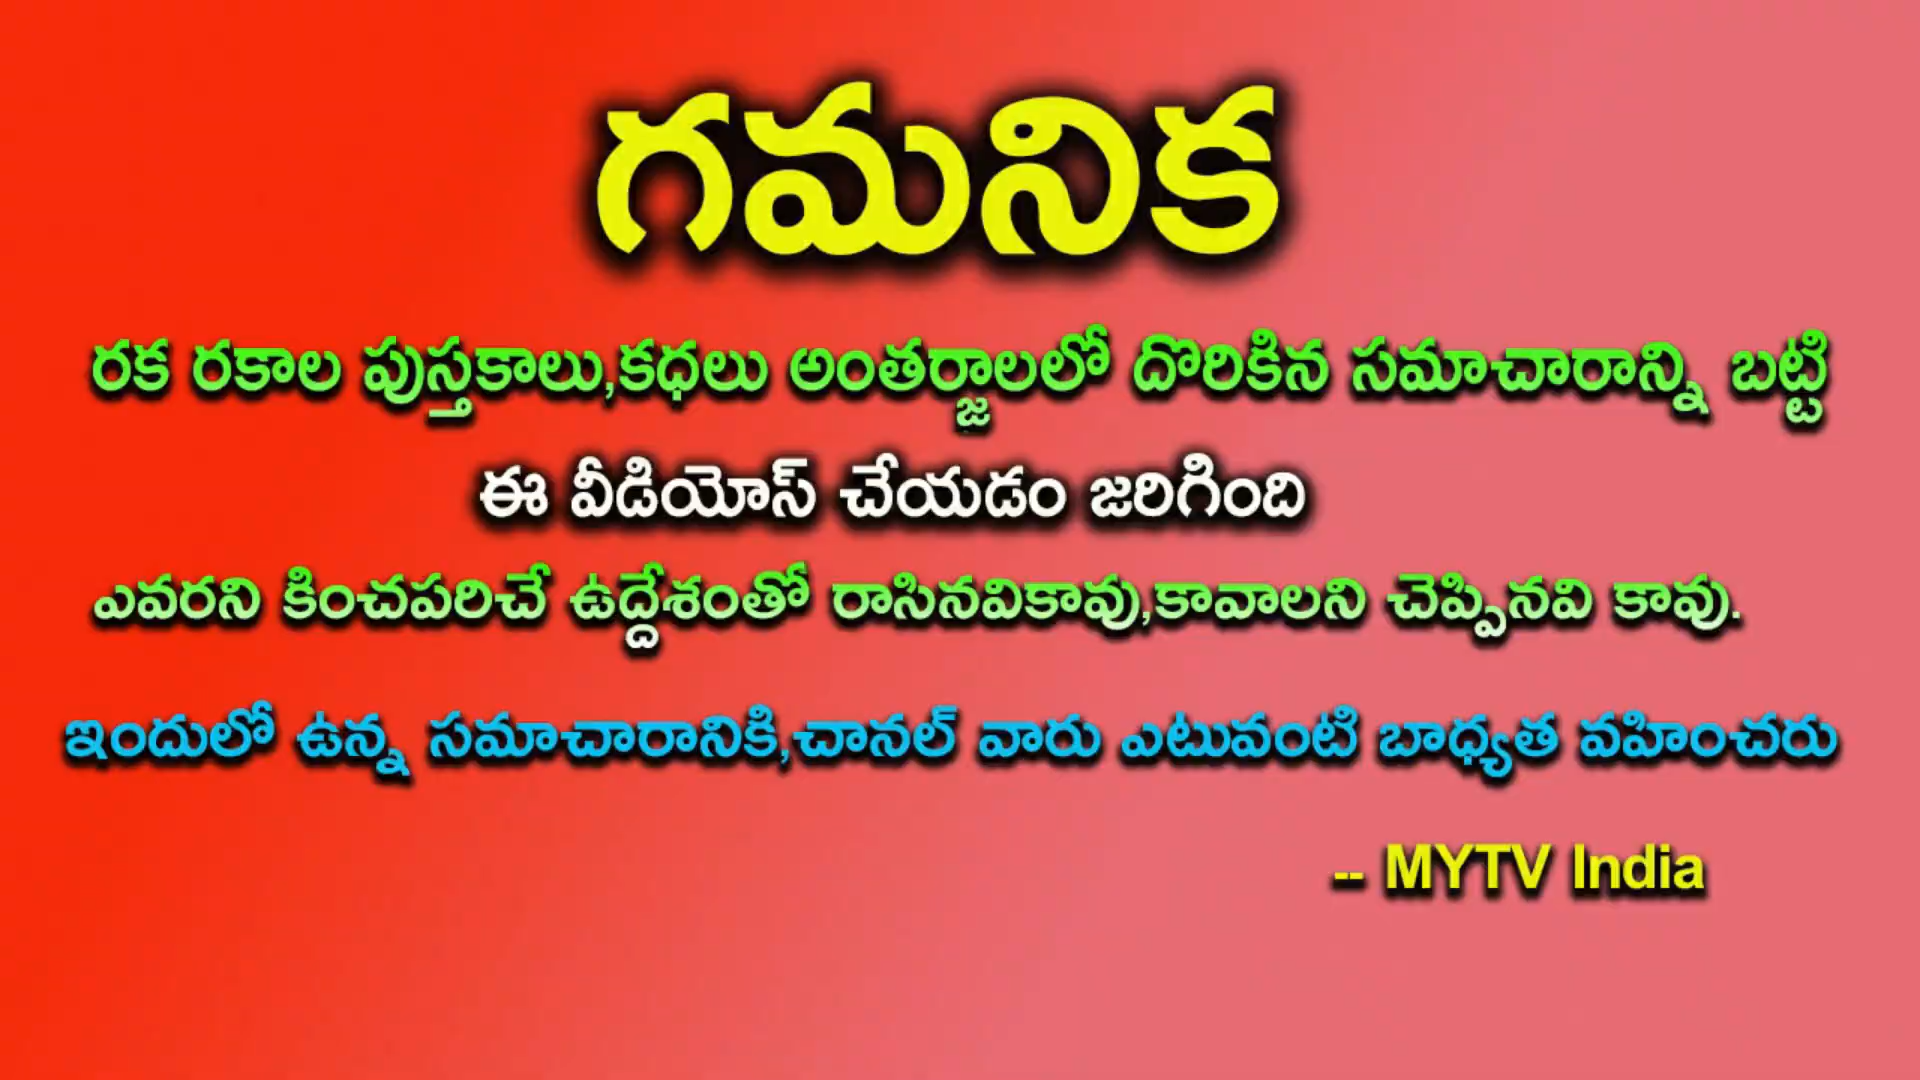 గమనిక
రక రకాల పుస్తకాలు,కధలు అంతర్జాలలో దొరికిన సమాచారాన్ని బట్టి
ఈ వీడియోస్ చేయడం జరిగింది
ఎవరని కించపరిచే ఉద్దేశంతో రాసినవికావు,కావాలని చెప్పినవి కావు.
ఇందులో ఉన్న సమాచారానికి,చానల్ వారు ఎటువంటి బాధ్యత వహించరు
-- MYTV India